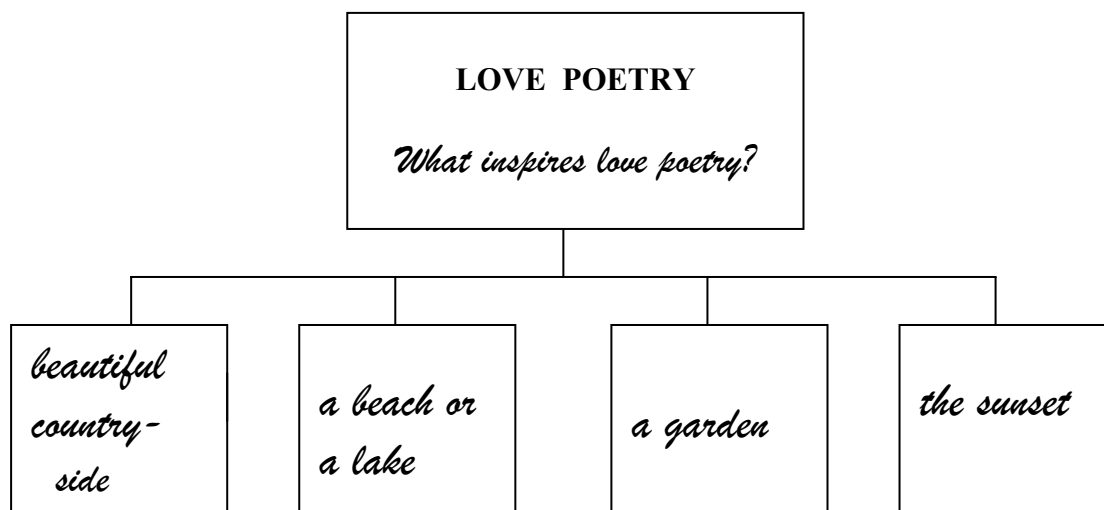 LOVE POETRY
What inspires love poetry?
beautiful
country-
side
a beach or
a lake
a garden
the sunset